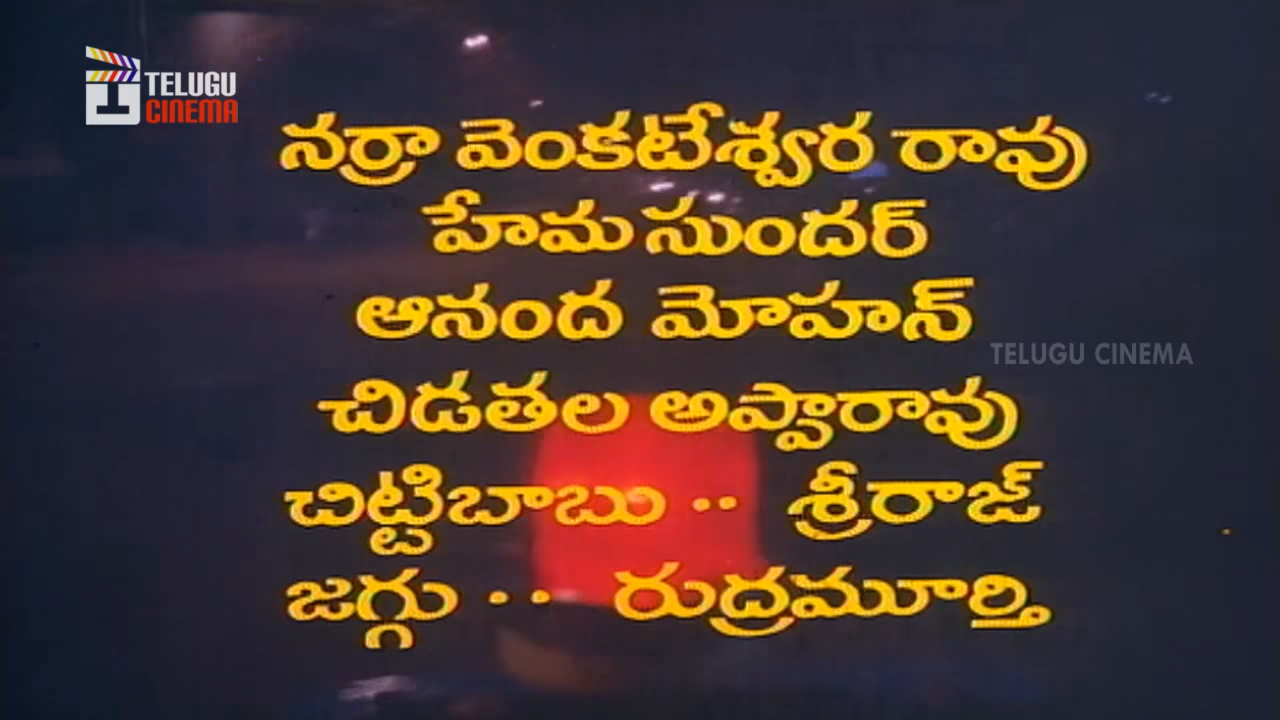 TELUGU
CINEMA
నర్రా వెంకటేశ్వర రావు
హేమ సుందర్
ఆనంద మోహన్
TELUGU CINEMA
చిడతల అప్పారావు
చిట్టిబాబు .. శ్రీరాజ్
జగ్గు .. రుద్రమూర్తి